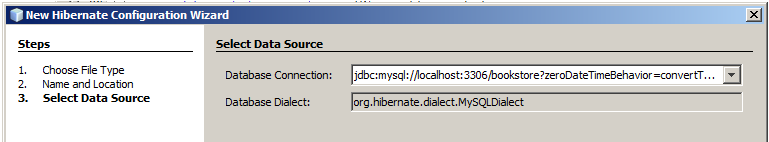 New Hibernate Configuration Wizard
Steps
1. Choose File Type
2. Name and Location
3. Select Data Source
Select Data Source
Database Connection: jdbc:mysql://localhost:3306/bookstore?zeroDateTimeBehavior=convertT...
Database Dialect: org.hibernate.dialect.MySQLDialect